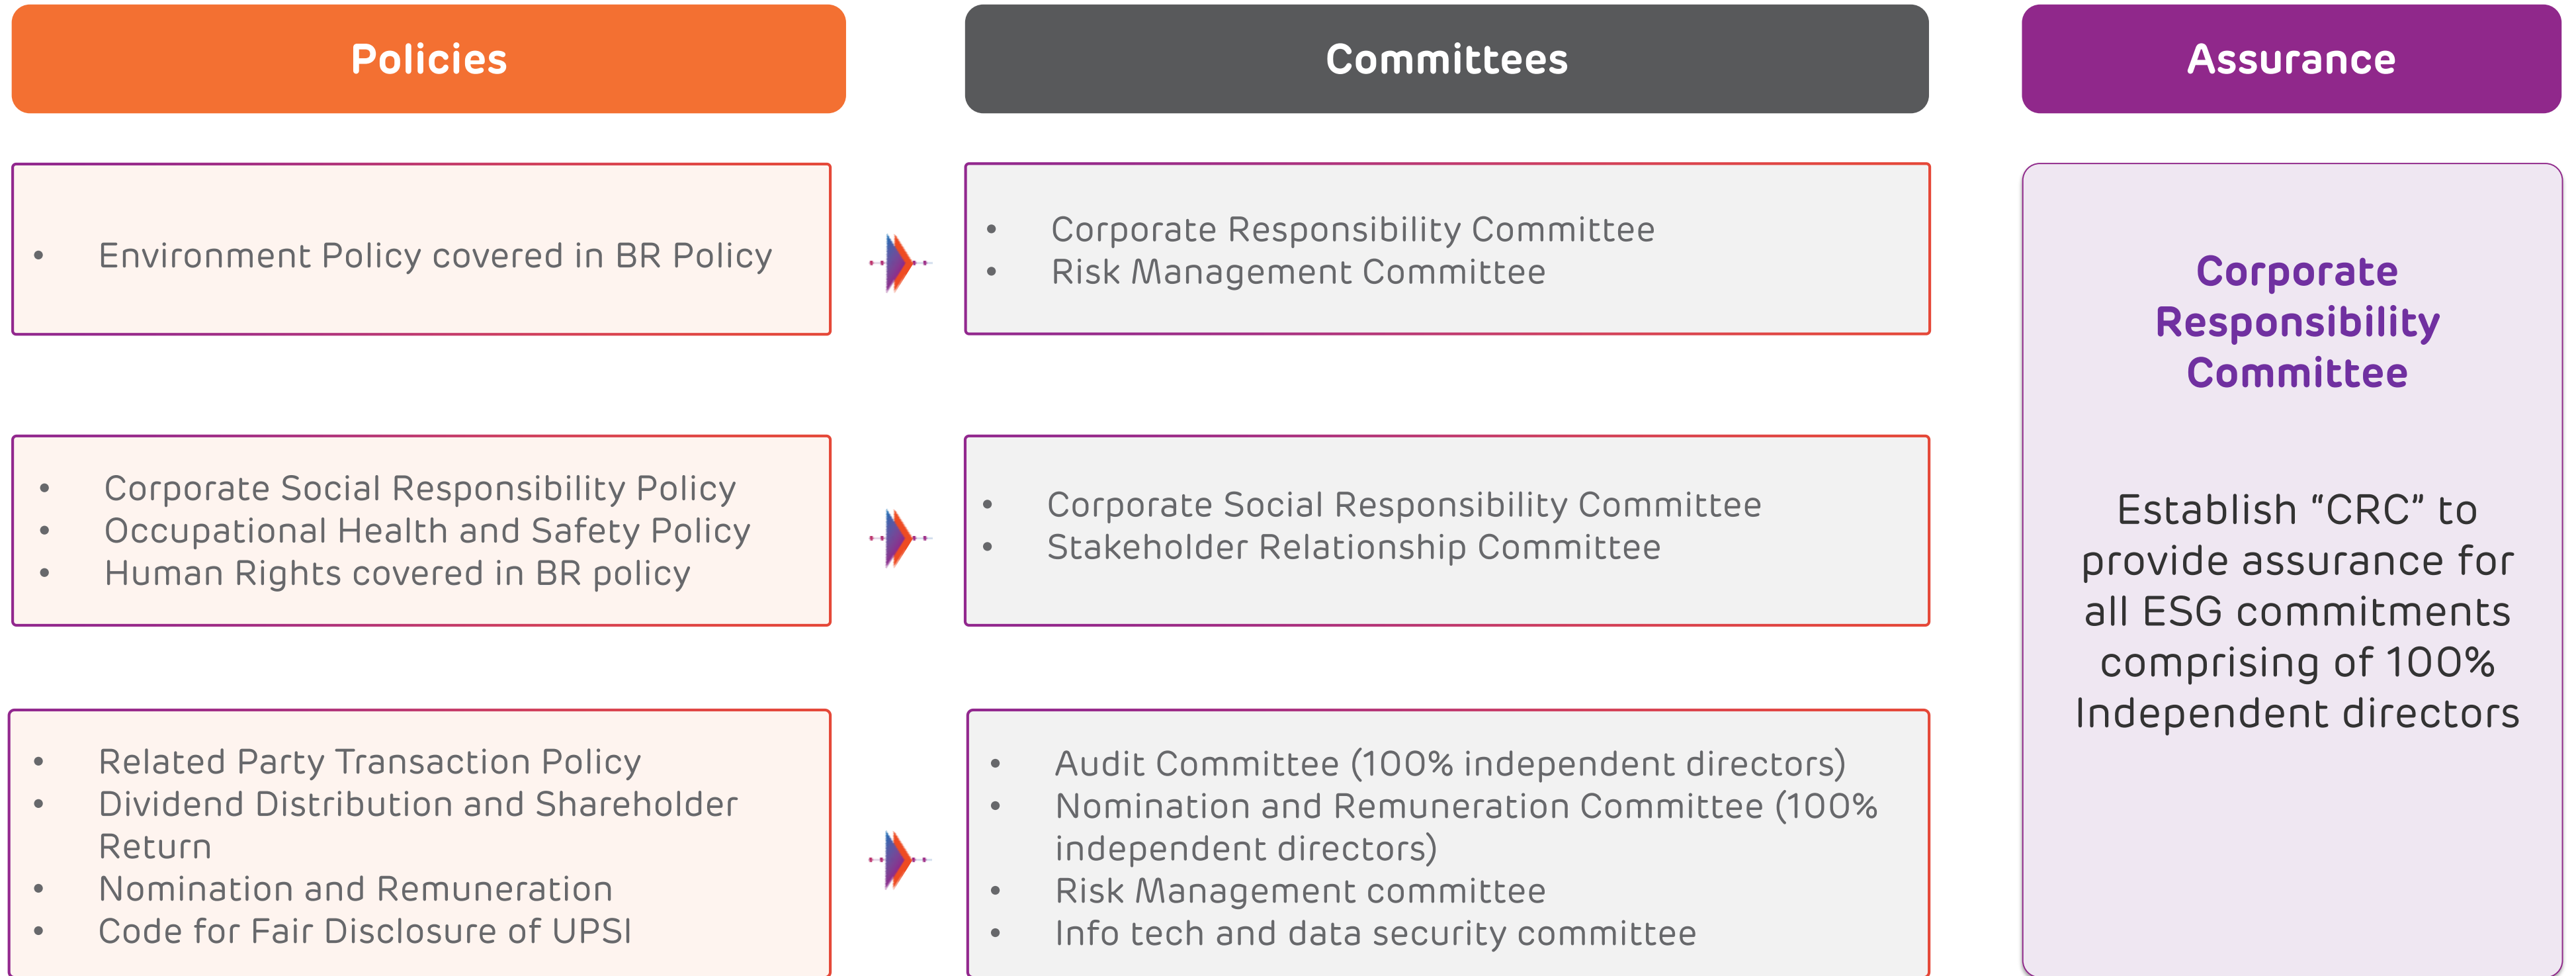 Policies
Committees
Assurance
• Environment Policy covered in BR Policy
• Corporate Responsibility Committee
• Risk Management Committee
• Corporate Social Responsibility Policy
• Occupational Health and Safety Policy
• Human Rights covered in BR policy
• Corporate Social Responsibility Committee
• Stakeholder Relationship Committee
• Related Party Transaction Policy
• Dividend Distribution and Shareholder
Return
• Nomination and Remuneration
• Code for Fair Disclosure of UPSI
• Audit Committee (100% independent directors)
• Nomination and Remuneration Committee (100%
independent directors)
• Risk Management committee
• Info tech and data security committee
Corporate
Responsibility
Committee
Establish “CRC” to
provide assurance for
all ESG commitments
comprising of 100%
Independent directors